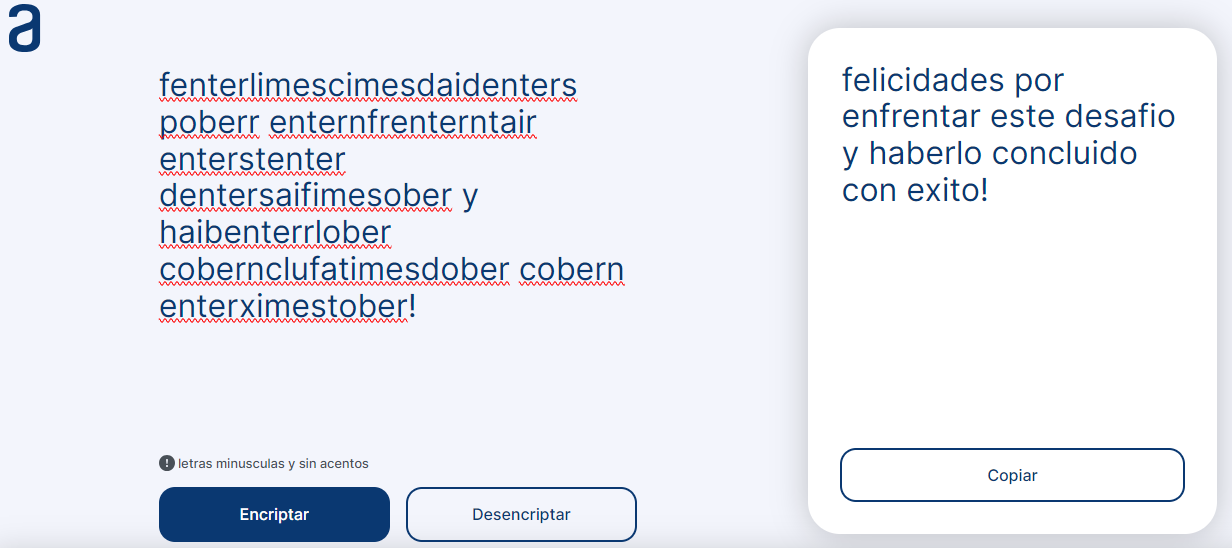 a
fenterlimescimesdaidenters
poberr enternfrenterntair
enterstenter
dentersaifimesober y
haibenterrlober
cobernclufatimesdober cobern
enterximestober!
letras minusculas y sin acentos
Encriptar
Desencriptar
felicidades por
enfrentar este desafio
y haberlo concluido
con exito!
Copiar